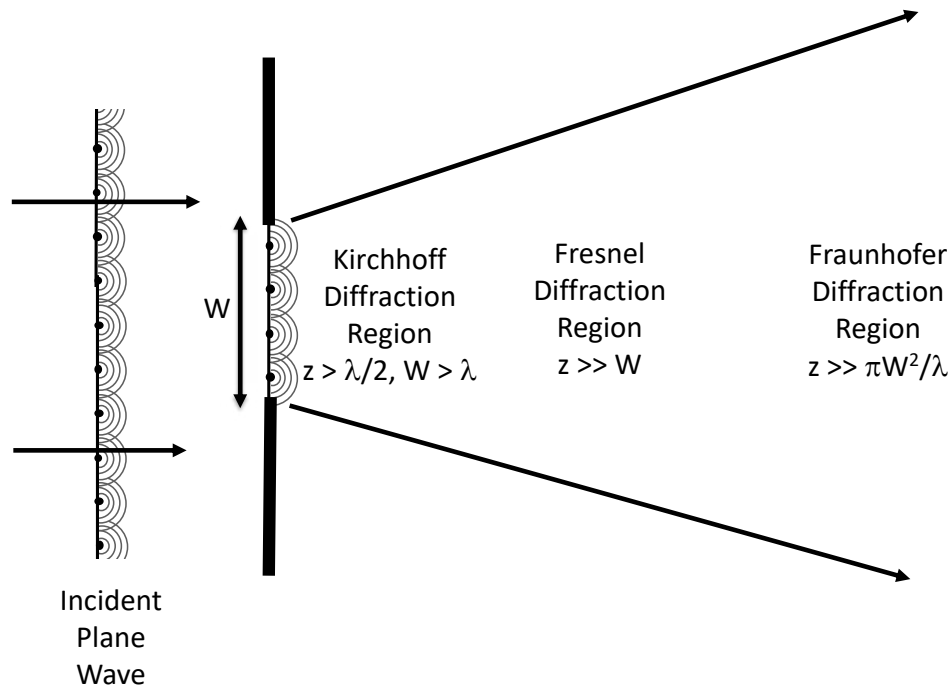 W
Kirchhoff
Diffraction
Region
z > λ/2, W > λ
Fresnel
Diffraction
Region
z >> W
Fraunhofer
Diffraction
Region
z >> πW²/λ
Incident
Plane
Wave